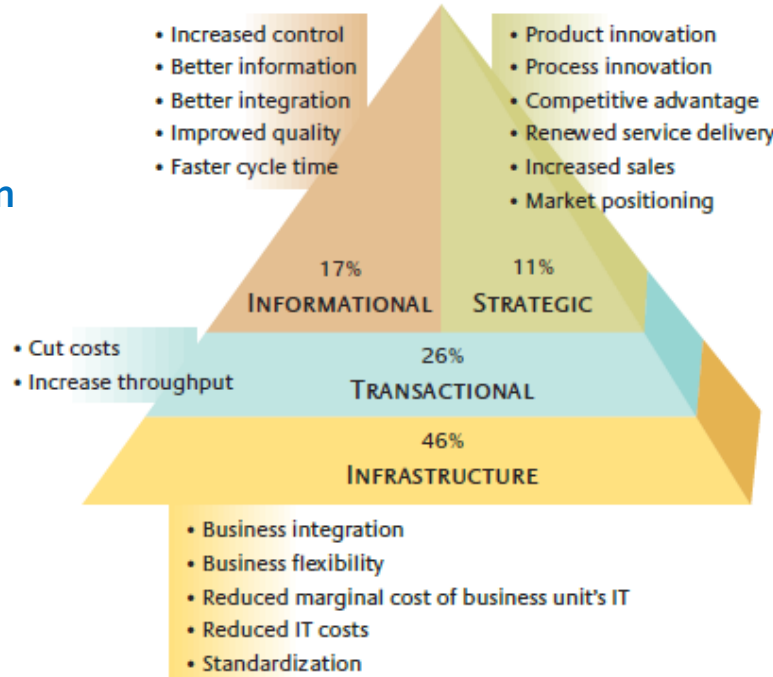 • Increased control
• Better information
• Better integration
• Improved quality
• Faster cycle time
• Product innovation
• Process innovation
• Competitive advantage
• Renewed service delivery
• Increased sales
• Market positioning
n
17%
INFORMATIONAL
11%
STRATEGIC
• Cut costs
• Increase throughput
26%
TRANSACTIONAL
46%
INFRASTRUCTURE
• Business integration
• Business flexibility
• Reduced marginal cost of business unit's IT
• Reduced IT costs
• Standardization